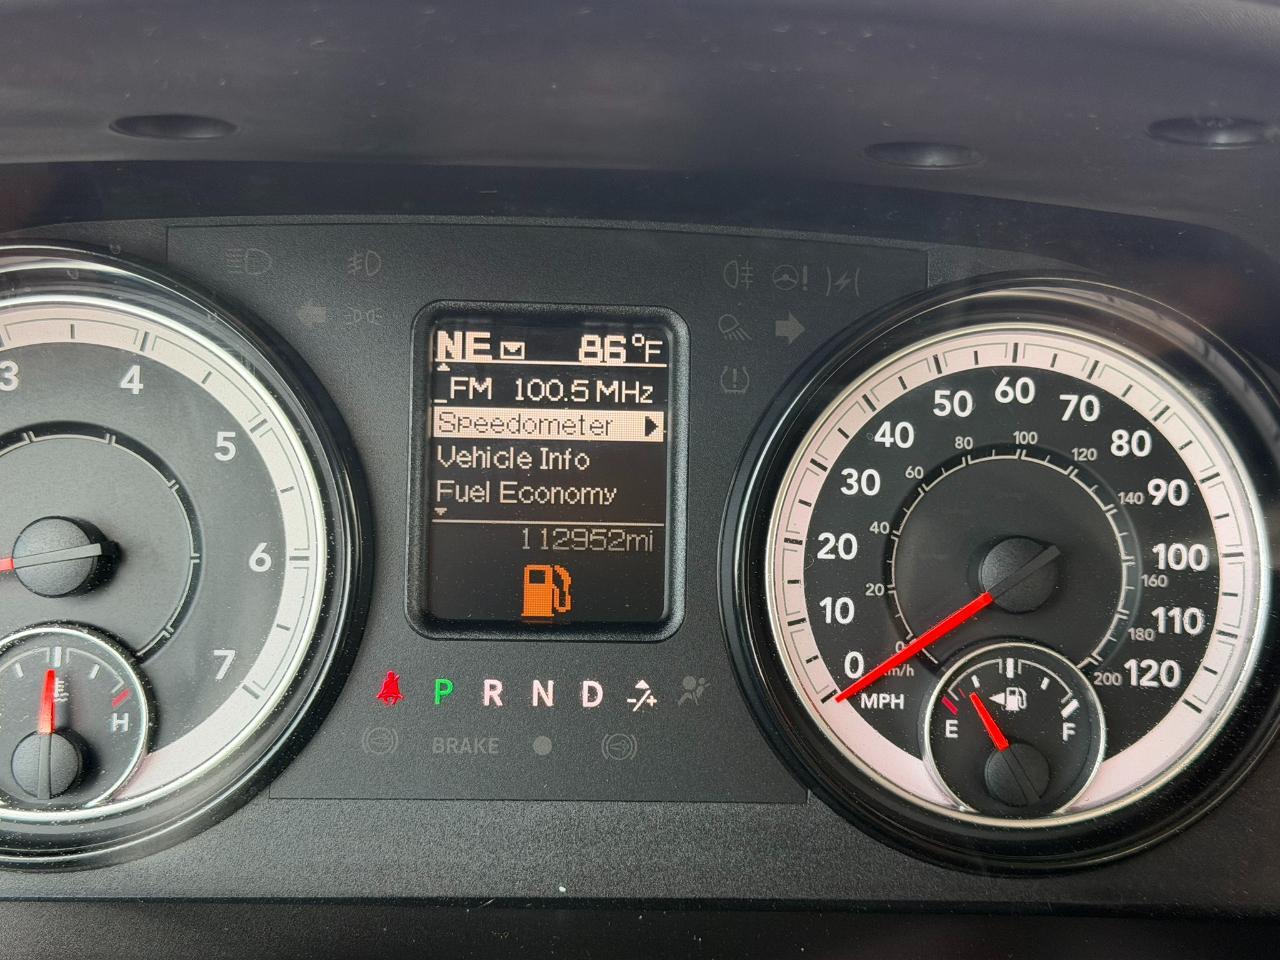 NE 86°F
FM 100.5 MHz
Speedometer
Vehicle Info
Fuel Economy
112952mi
P R N D
BRAKE
3 4 5 6 7
H
0 10 20 30 40 50 60 70 80 90 100 110 120
MPH
0 20 40 60 80 100 120 140 160 180 200
km/h
E F